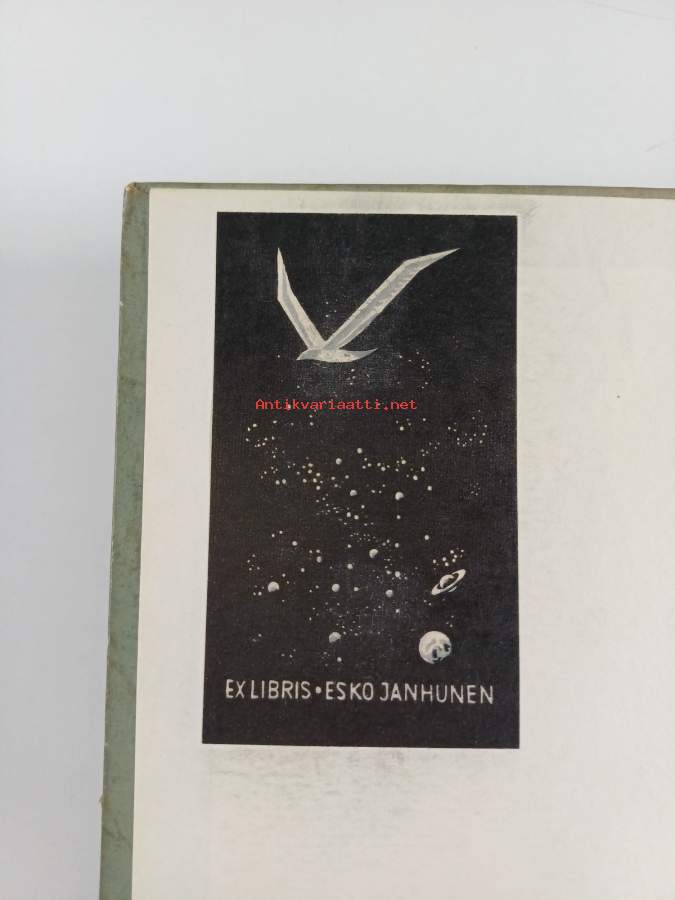 Antikvariaatti.net
EX LIBRIS • ESKO JANHUNEN